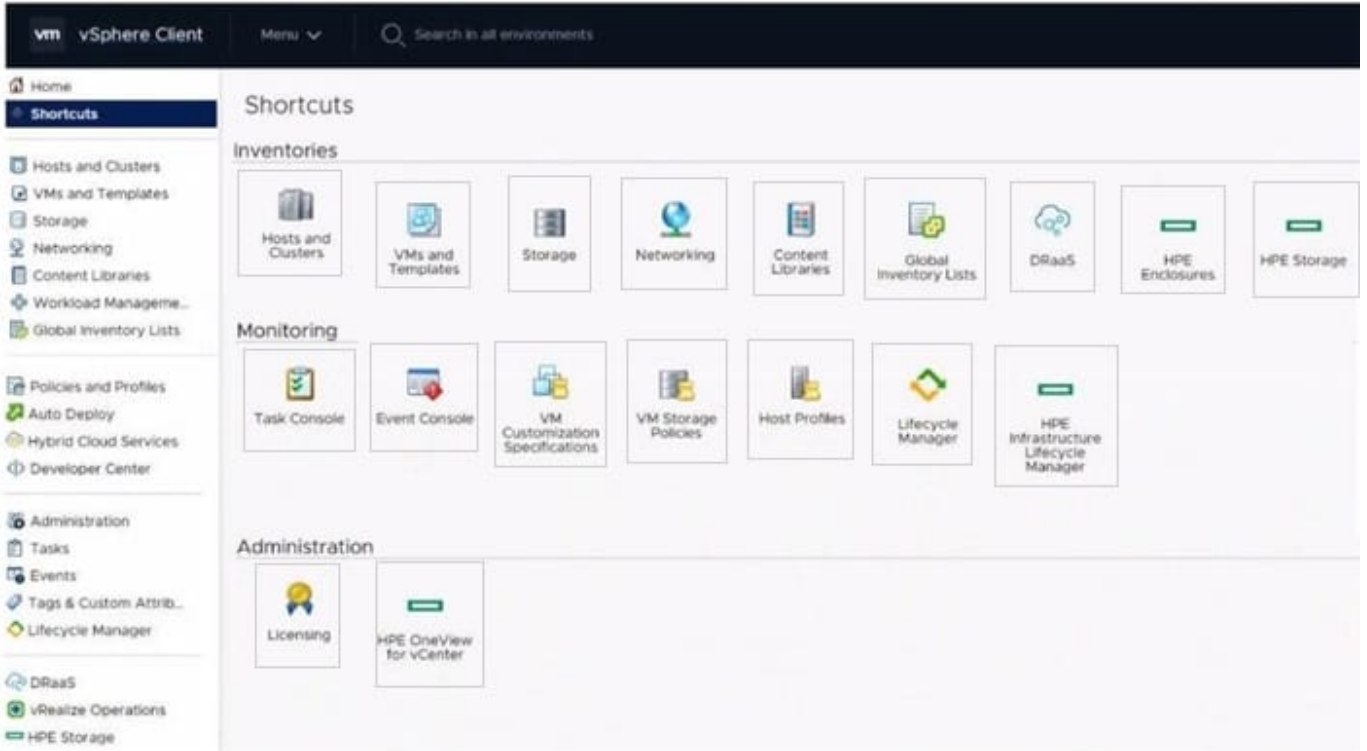 vm vSphere Client Menu Search in all environments
Home
Shortcuts
Hosts and Clusters
VMs and Templates
Storage
Networking
Content Libraries
Workload Manageme...
Global Inventory Lists
Policies and Profiles
Auto Deploy
Hybrid Cloud Services
Developer Center
Administration
Tasks
Events
Tags & Custom Attrib...
Lifecycle Manager
DRaaS
vRealize Operations
HPE Storage
Shortcuts
Inventories
Hosts and
Clusters
VMs and
Templates
Storage
Networking
Content
Libraries
Global
Inventory Lists
DRaaS
HPE
Enclosures
HPE Storage
Monitoring
Task Console
Event Console
VM
Customization
Specifications
VM Storage
Policies
Host Profiles
Lifecycle
Manager
HPE
Infrastructure
Lifecycle
Manager
Administration
Licensing
HPE OneView
for vCenter